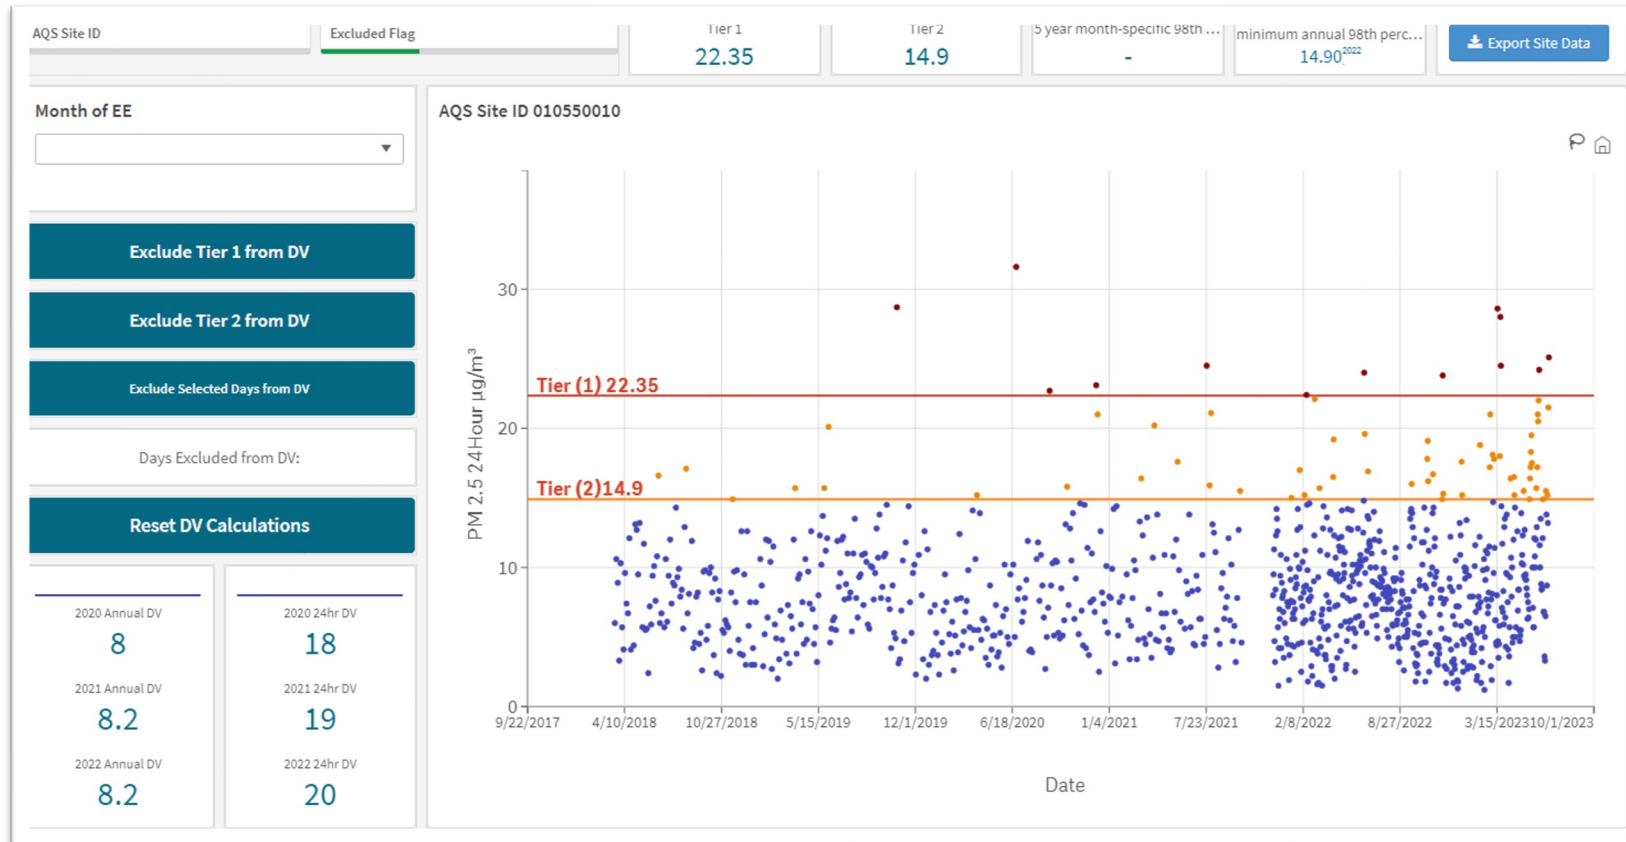 AQS Site ID
Excluded Flag
Tier 1
22.35
Tier 2
14.9
5 year month-specific 98th ...
-
minimum annual 98th perc...
14.90 2022
Export Site Data
Month of EE
Exclude Tier 1 from DV
Exclude Tier 2 from DV
Exclude Selected Days from DV
Days Excluded from DV:
Reset DV Calculations
2020 Annual DV
8
2021 Annual DV
8.2
2022 Annual DV
8.2
2020 24hr DV
18
2021 24hr DV
19
2022 24hr DV
20
AQS Site ID 010550010
PM 2.5 24Hour µg/m³
30
20
10
0
Tier (1) 22.35
Tier (2)14.9
9/22/2017
4/10/2018
10/27/2018
5/15/2019
12/1/2019
6/18/2020
1/4/2021
7/23/2021
2/8/2022
8/27/2022
3/15/2023
10/1/2023
Date